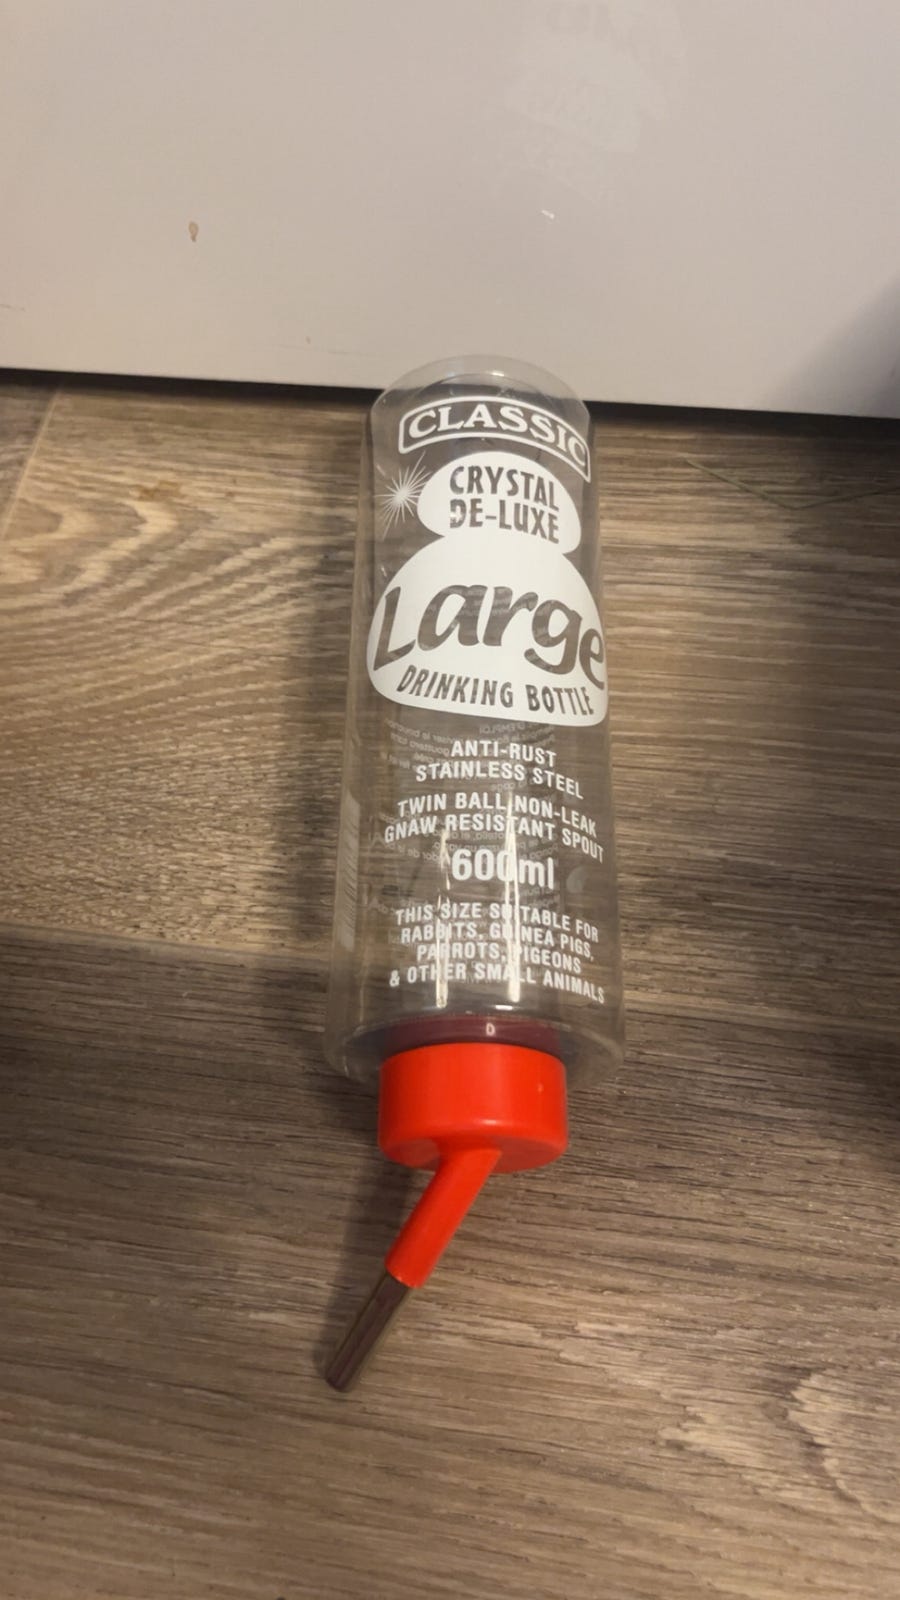 CLASSIC
CRYSTAL
DE-LUXE
Large
DRINKING BOTTLE
ANTI-RUST
STAINLESS STEEL
TWIN BALL NON-LEAK
GNAW RESISTANT SPOUT
600ml
THIS SIZE SUITABLE FOR
RABBITS, GUINEA PIGS,
PARROTS, PIGEONS
& OTHER SMALL ANIMALS
D